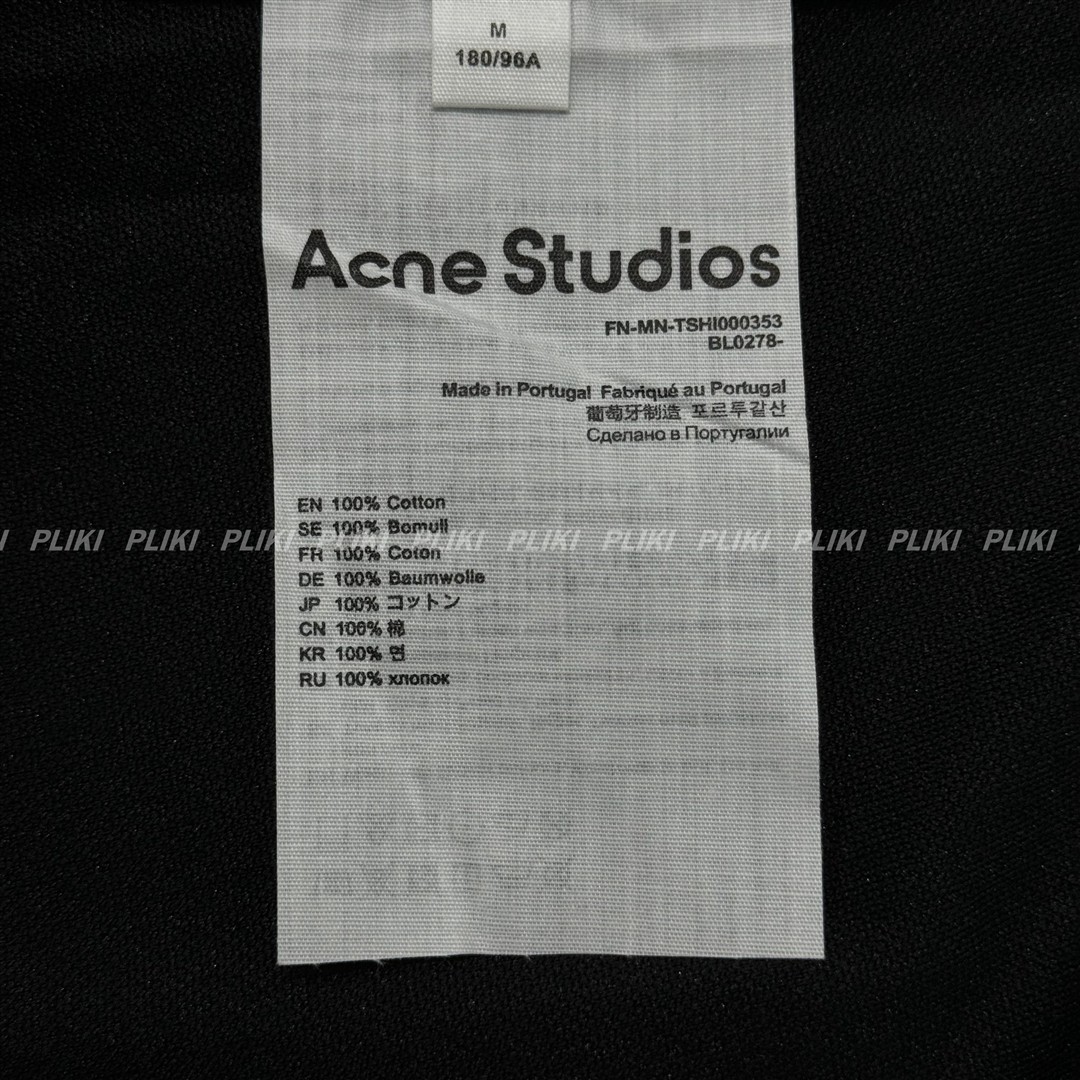 M
180/96A
Acne Studios
FN-MN-TSHI000353
BL0278-
Made in Portugal Fabriqué au Portugal
葡萄牙制造 포르투갈산
Сделано в Португалии
EN 100% Cotton
SE 100% Bomull
PLIKI PLIKI PLIKI PLIKI PLIKI PLIKI PLIKI PLIKI PLIKI PLIKI PLIKI
FR 100% Coton
DE 100% Baumwolle
JP 100% コットン
CN 100% 棉
KR 100% 면
RU 100% хлопок